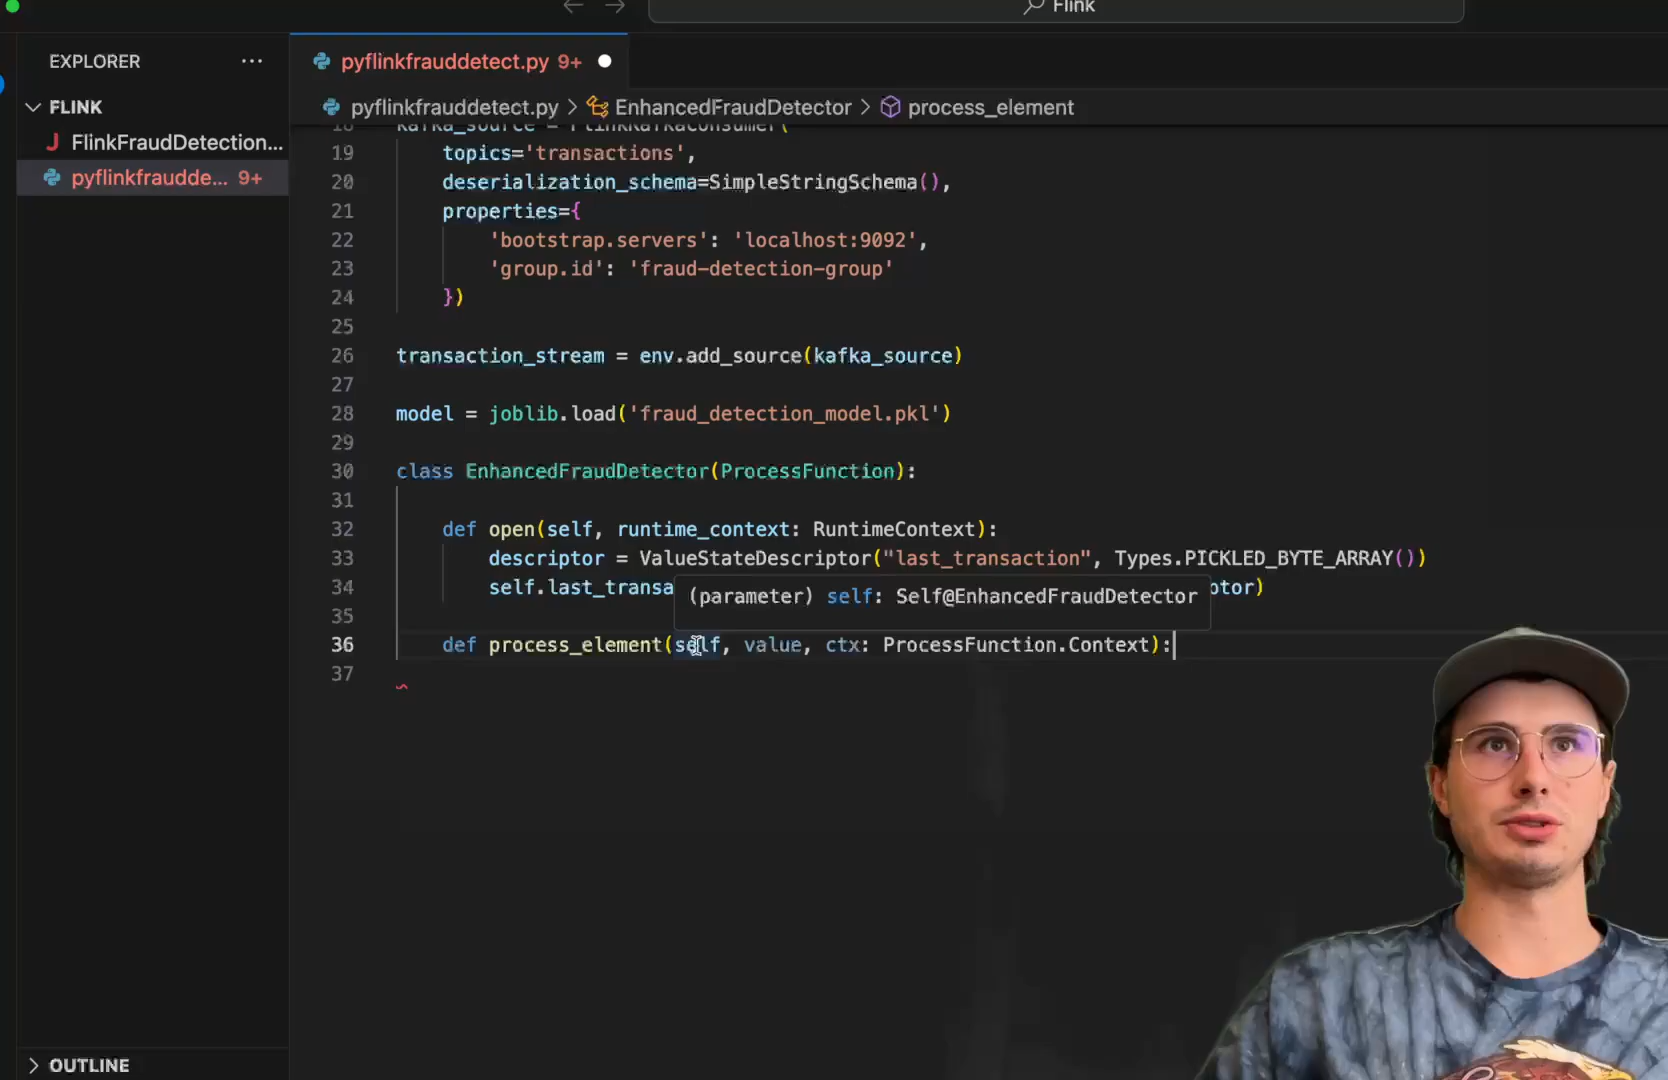 Flink
EXPLORER
pyflinkfrauddetect.py 9+
FLINK
pyflinkfrauddetect.py > EnhancedFraudDetector > process_element
FlinkFraudDetection...
pyflinkfraudde... 9+
18 kafka_source = FlinkKafkaConsumer(
19 topics='transactions',
20 deserialization_schema=SimpleStringSchema(),
21 properties={
22 'bootstrap.servers': 'localhost:9092',
23 'group.id': 'fraud-detection-group'
24 })
25
26 transaction_stream = env.add_source(kafka_source)
27
28 model = joblib.load('fraud_detection_model.pkl')
29
30 class EnhancedFraudDetector(ProcessFunction):
31
32 def open(self, runtime_context: RuntimeContext):
33 descriptor = ValueStateDescriptor("last_transaction", Types.PICKLED_BYTE_ARRAY())
34 self.last_transa ptor)
(parameter) self: Self@EnhancedFraudDetector
35
36 def process_element(self, value, ctx: ProcessFunction.Context):
37
OUTLINE